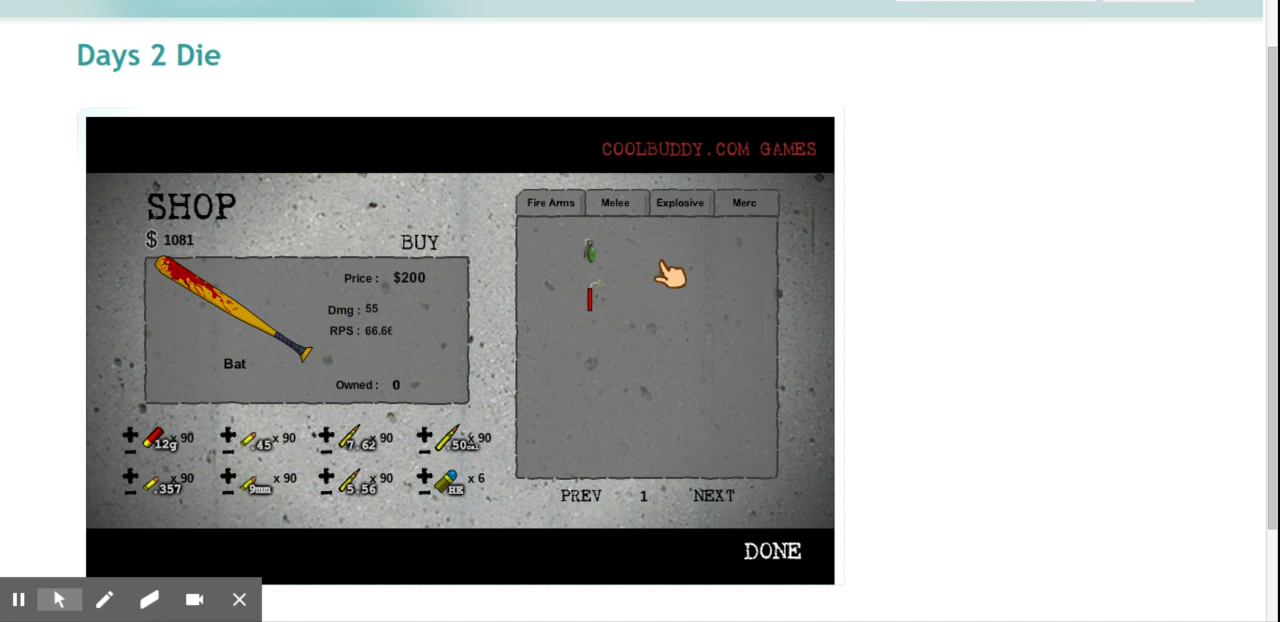 Days 2 Die
COOLBUDDY.COM GAMES
SHOP
$ 1081
BUY
Price : $200
Dmg : 55
RPS : 66.66
Bat
Owned : 0
12g x 90
.45 x 90
7.62 x 90
.50 x 90
.357 x 90
9mm x 90
5.56 x 90
HE x 6
Fire Arms Melee Explosive Merc
PREV 1 NEXT
DONE